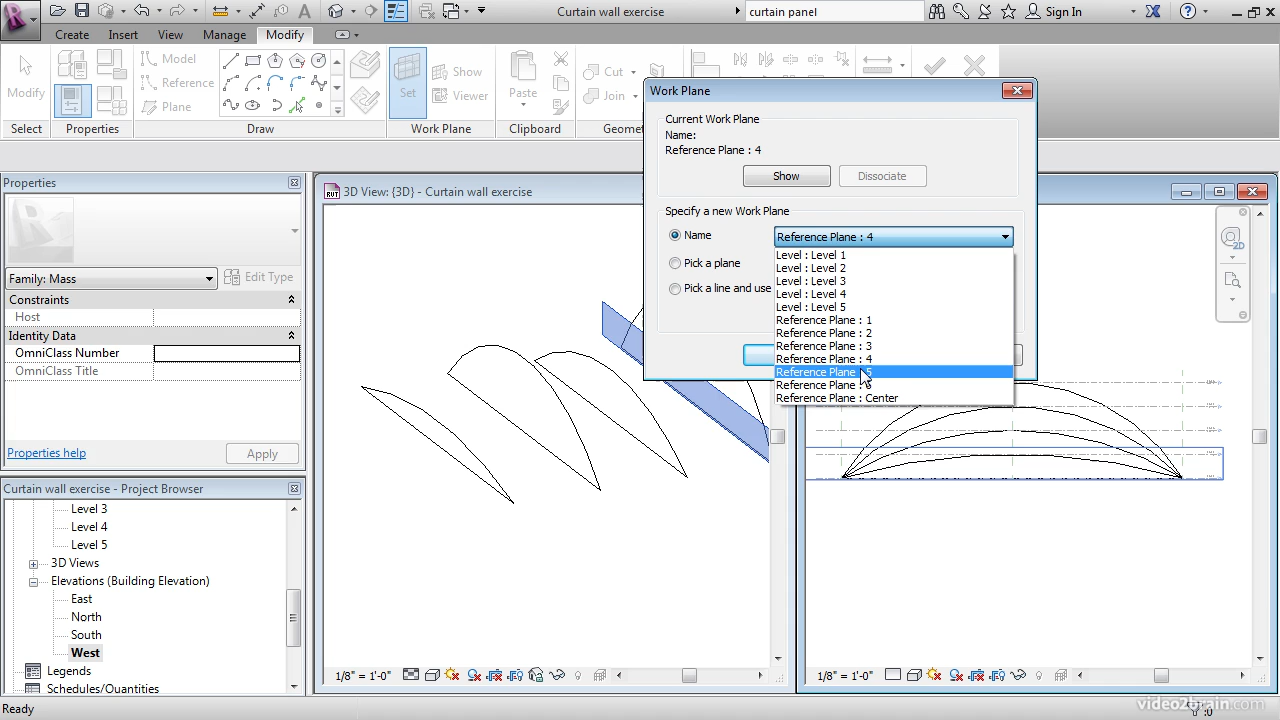 Curtain wall exercise
curtain panel
Sign In
Create Insert View Manage Modify
Modify
Model
Reference
Plane
Set
Show
Viewer
Paste
Cut
Join
Select Properties Draw Work Plane Clipboard
Properties
Family: Mass
Edit Type
Constraints
Host
Identity Data
OmniClass Number
OmniClass Title
Properties help
Apply
Curtain wall exercise - Project Browser
Level 3
Level 4
Level 5
3D Views
Elevations (Building Elevation)
East
North
South
West
Legends
Schedules/Quantities
3D View: {3D} - Curtain wall exercise
Work Plane
Current Work Plane
Name:
Reference Plane : 4
Show
Dissociate
Specify a new Work Plane
Name
Reference Plane : 4
Pick a plane
Pick a line and use
Level : Level 1
Level : Level 2
Level : Level 3
Level : Level 4
Level : Level 5
Reference Plane : 1
Reference Plane : 2
Reference Plane : 3
Reference Plane : 4
Reference Plane : 5
Reference Plane : 6
Reference Plane : Center
2D
1/8" = 1'-0"
1/8" = 1'-0"
Ready
:0
video2brain.com